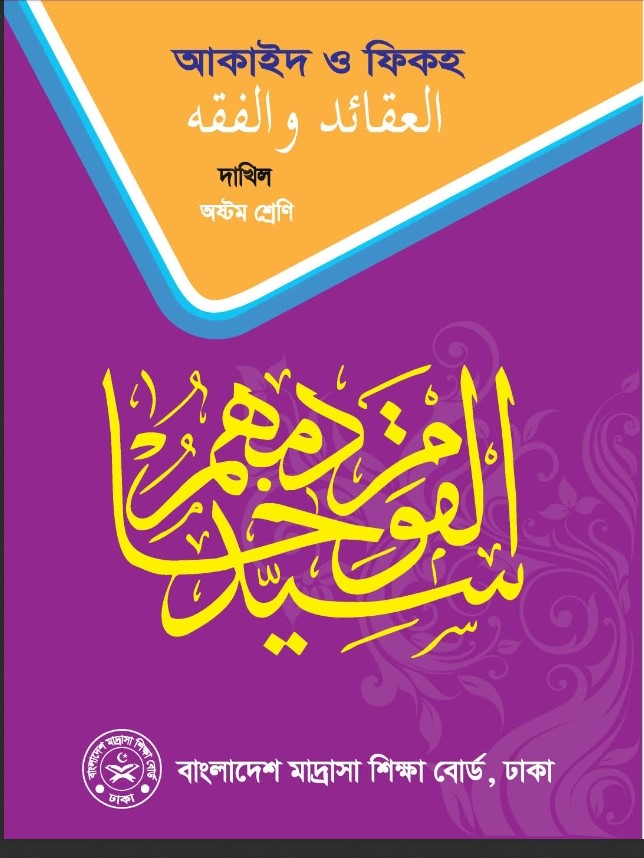 আকাইদ ও ফিকহ
العقائد والفقه
দাখিল
অষ্টম শ্রেণি
سيد القوم خادمهم
বাংলাদেশ মাদ্রাসা শিক্ষা বোর্ড
ঢাকা
বাংলাদেশ মাদ্রাসা শিক্ষা বোর্ড, ঢাকা